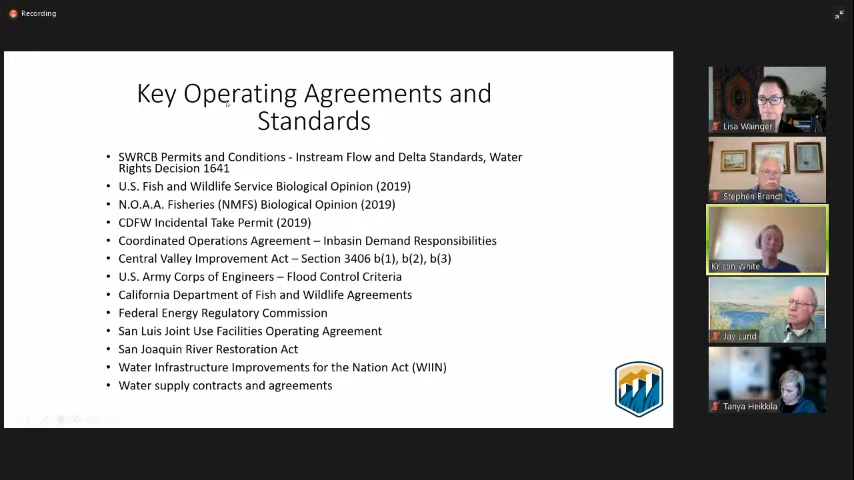 Recording
Key Operating Agreements and
Standards
• SWRCB Permits and Conditions - Instream Flow and Delta Standards, Water
Rights Decision 1641
• U.S. Fish and Wildlife Service Biological Opinion (2019)
• N.O.A.A. Fisheries (NMFS) Biological Opinion (2019)
• CDFW Incidental Take Permit (2019)
• Coordinated Operations Agreement – Inbasin Demand Responsibilities
• Central Valley Improvement Act – Section 3406 b(1), b(2), b(3)
• U.S. Army Corps of Engineers – Flood Control Criteria
• California Department of Fish and Wildlife Agreements
• Federal Energy Regulatory Commission
• San Luis Joint Use Facilities Operating Agreement
• San Joaquin River Restoration Act
• Water Infrastructure Improvements for the Nation Act (WIIN)
• Water supply contracts and agreements
Lisa Wainger
Stephen Brandt
Kristin White
Jay Lund
Tanya Heikkila